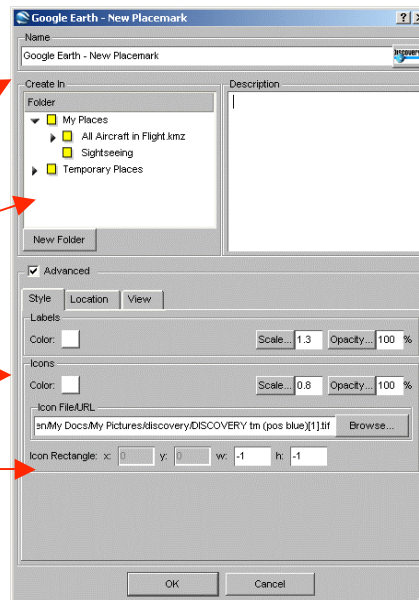 Google Earth - New Placemark
Name
Google Earth - New Placemark
DISCOVERY
Create In
Description
Folder
My Places
All Aircraft in Flight.kmz
Sightseeing
Temporary Places
New Folder
Advanced
Style Location View
Labels
Color: Scale... 1.3 Opacity... 100 %
Icons
Color: Scale... 0.8 Opacity... 100 %
Icon File/URL
en/My Docs/My Pictures/discovery/DISCOVERY tm (pos blue)[1].tif Browse...
Icon Rectangle: x: 0 y: 0 w: -1 h: -1
OK Cancel